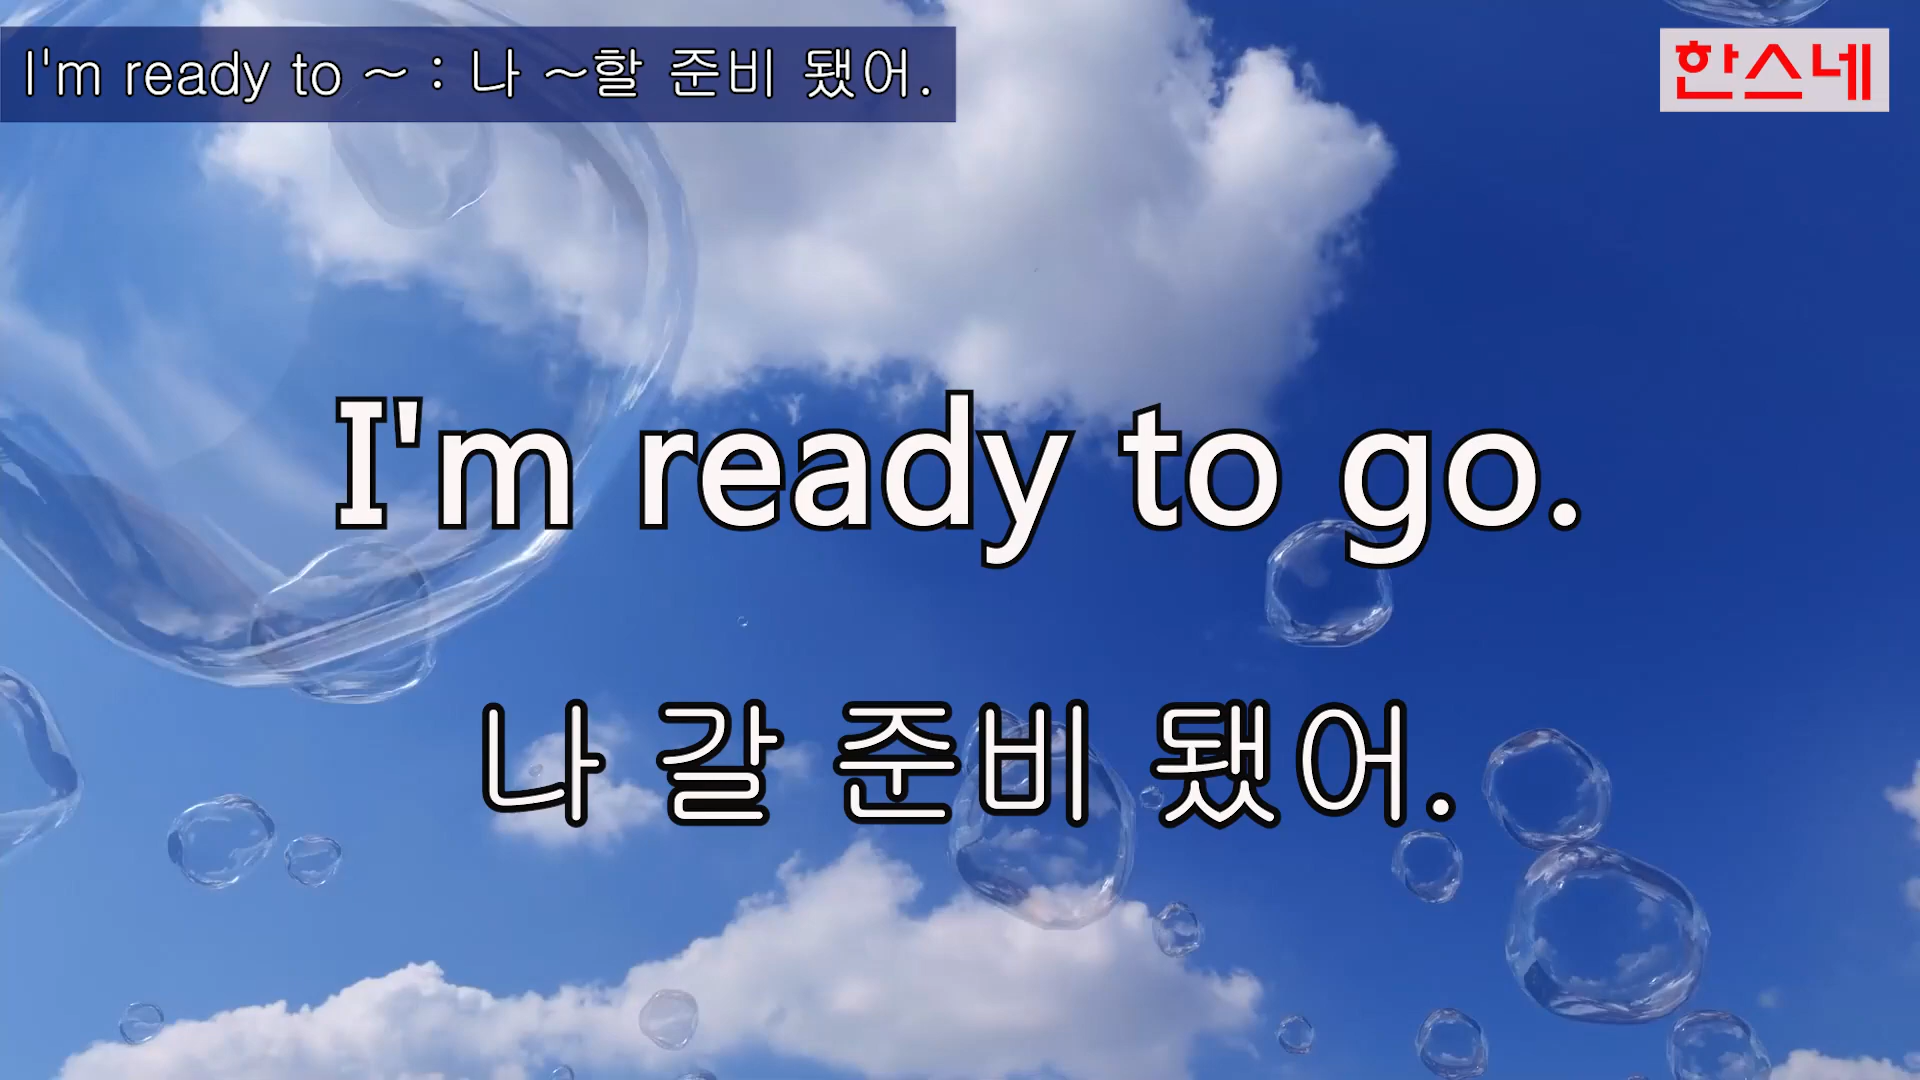 I'm ready to ~ : 나 ~할 준비 됐어.
한스네
I'm ready to go.
나 갈 준비 됐어.